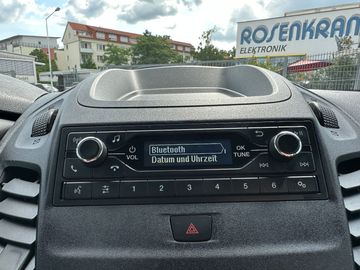 ROSENKRAN
ELEKTRONIK
Bluetooth
Datum und Uhrzeit
VOL
OK
TUNE
1 2 3 4 5 6